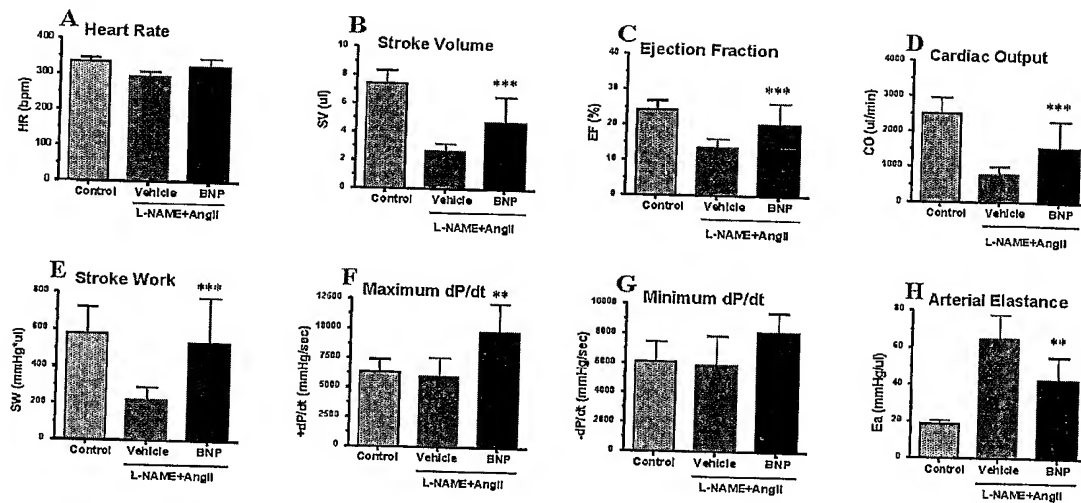 A Heart Rate
HR (bpm)
400
300
200
100
0
Control Vehicle BNP
L-NAME+AngII
B Stroke Volume
SV (ul)
10
8
6
4
2
0
***
Control Vehicle BNP
L-NAME+AngII
C Ejection Fraction
EF (%)
40
20
0
***
Control Vehicle BNP
L-NAME+AngII
D Cardiac Output
CO (ul/min)
4000
3000
2000
1000
0
***
Control Vehicle BNP
L-NAME+AngII
E Stroke Work
SW (mmHg*ul)
800
600
400
200
0
***
Control Vehicle BNP
L-NAME+AngII
F Maximum dP/dt
+dP/dt (mmHg/sec)
12500
10000
7500
5000
2500
0
**
Control Vehicle BNP
L-NAME+AngII
G Minimum dP/dt
-dP/dt (mmHg/sec)
10000
8000
6000
4000
2000
0
Control Vehicle BNP
L-NAME+AngII
H Arterial Elastance
Ea (mmHg/ul)
80
60
40
20
0
**
Control Vehicle BNP
L-NAME+AngII